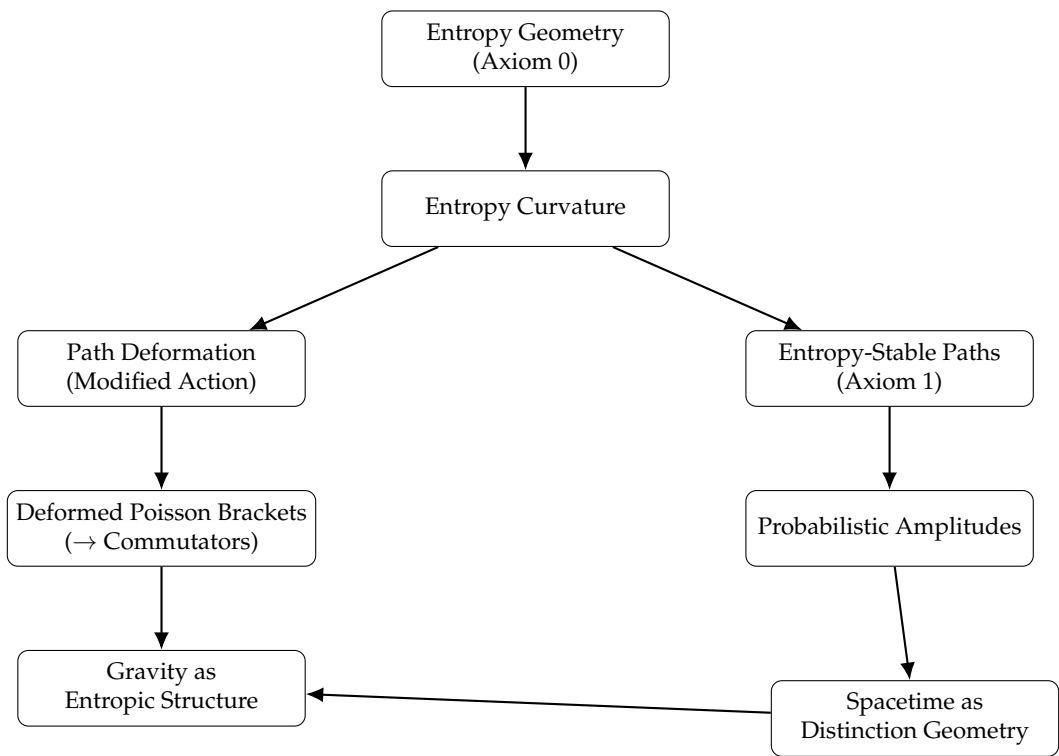 Entropy Geometry
(Axiom 0)
Entropy Curvature
Path Deformation
(Modified Action)
Entropy-Stable Paths
(Axiom 1)
Deformed Poisson Brackets
(→ Commutators)
Probabilistic Amplitudes
Gravity as
Entropic Structure
Spacetime as
Distinction Geometry